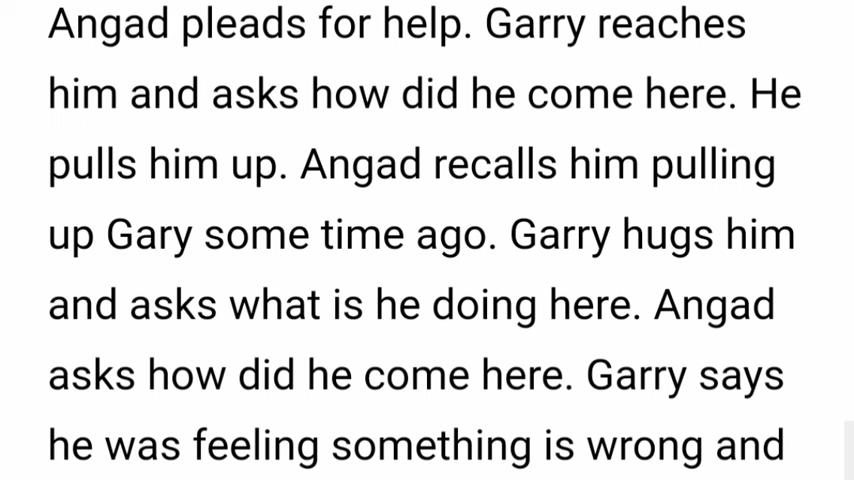 Angad pleads for help. Garry reaches
him and asks how did he come here. He
pulls him up. Angad recalls him pulling
up Gary some time ago. Garry hugs him
and asks what is he doing here. Angad
asks how did he come here. Garry says
he was feeling something is wrong and